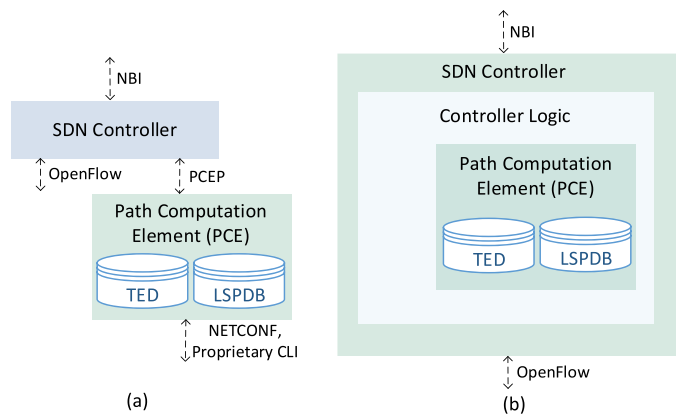 NBI
SDN Controller
OpenFlow
PCEP
Path Computation
Element (PCE)
TED
LSPDB
NETCONF,
Proprietary CLI
(a)
NBI
SDN Controller
Controller Logic
Path Computation
Element (PCE)
TED
LSPDB
OpenFlow
(b)